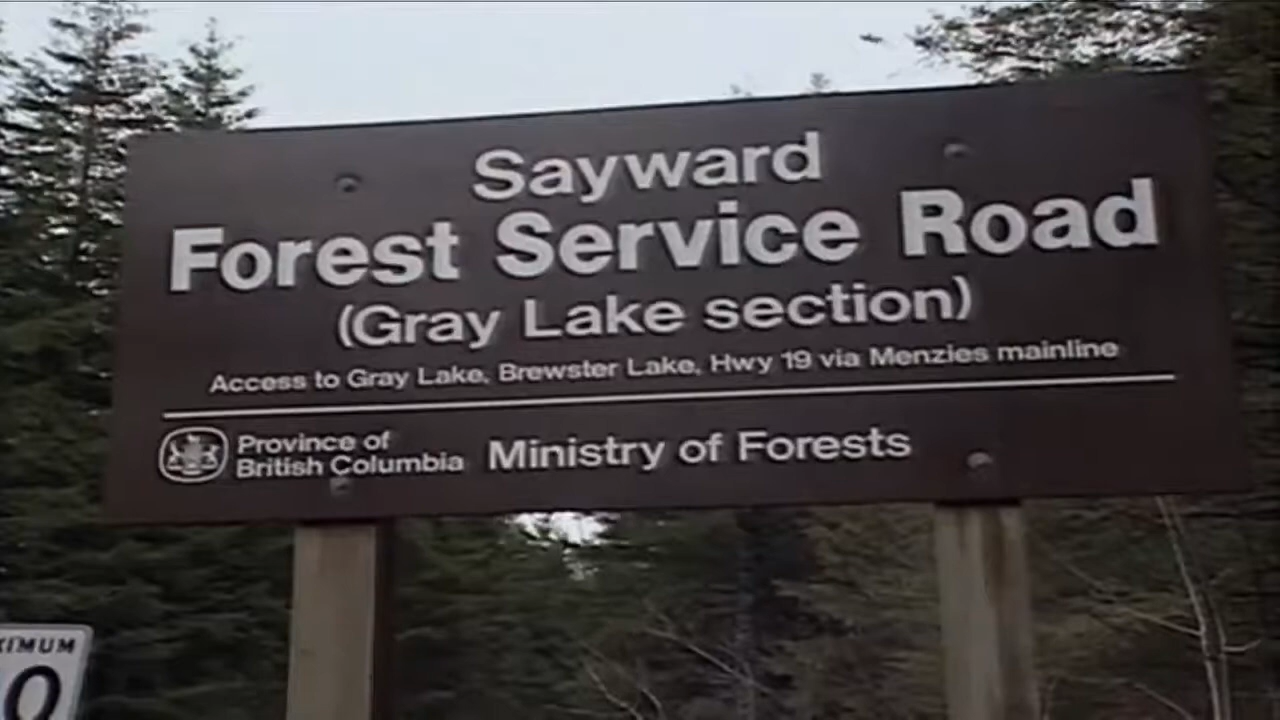 Sayward
Forest Service Road
(Gray Lake section)
Access to Gray Lake, Brewster Lake, Hwy 19 via Menzies mainline
Province of
British Columbia
Ministry of Forests